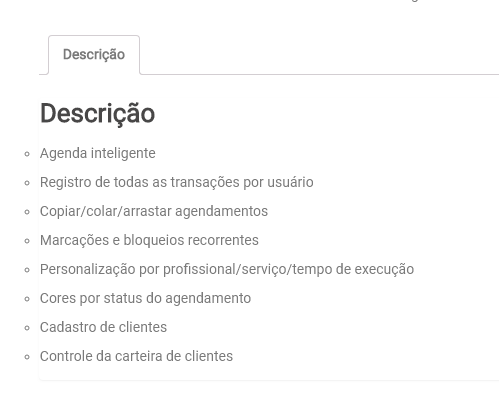 Descrição
Descrição
Agenda inteligente
Registro de todas as transações por usuário
Copiar/colar/arrastar agendamentos
Marcações e bloqueios recorrentes
Personalização por profissional/serviço/tempo de execução
Cores por status do agendamento
Cadastro de clientes
Controle da carteira de clientes